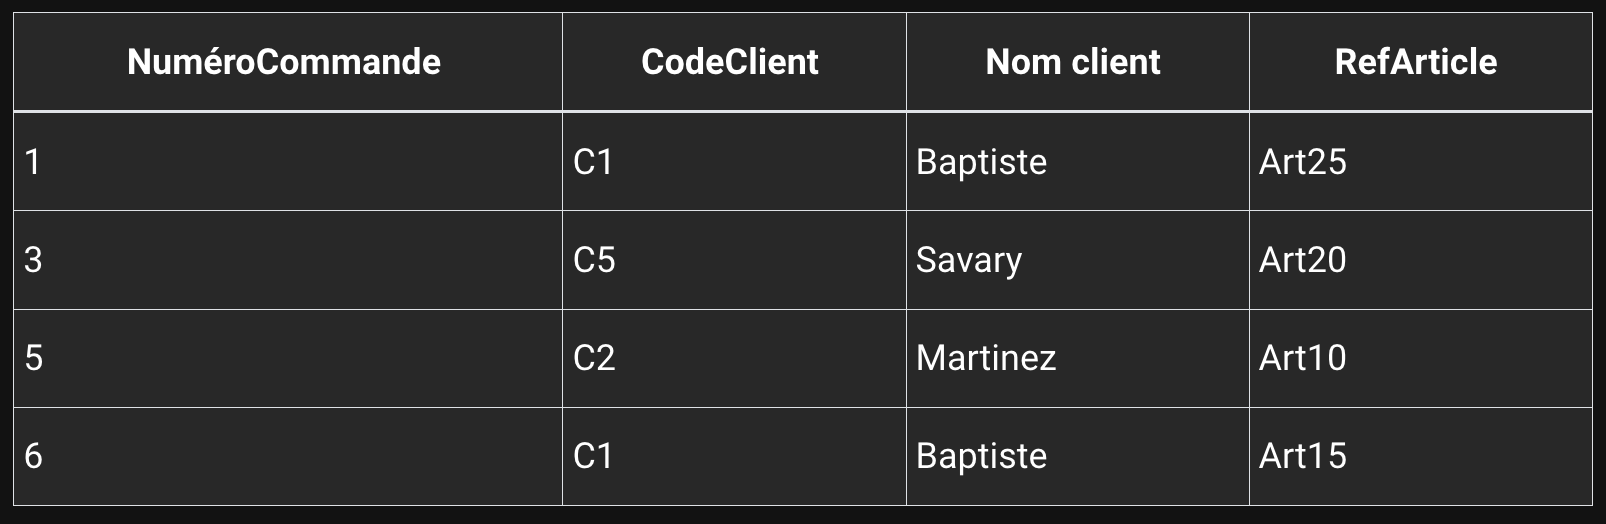 NuméroCommande CodeClient Nom client RefArticle
1 C1 Baptiste Art25
3 C5 Savary Art20
5 C2 Martinez Art10
6 C1 Baptiste Art15